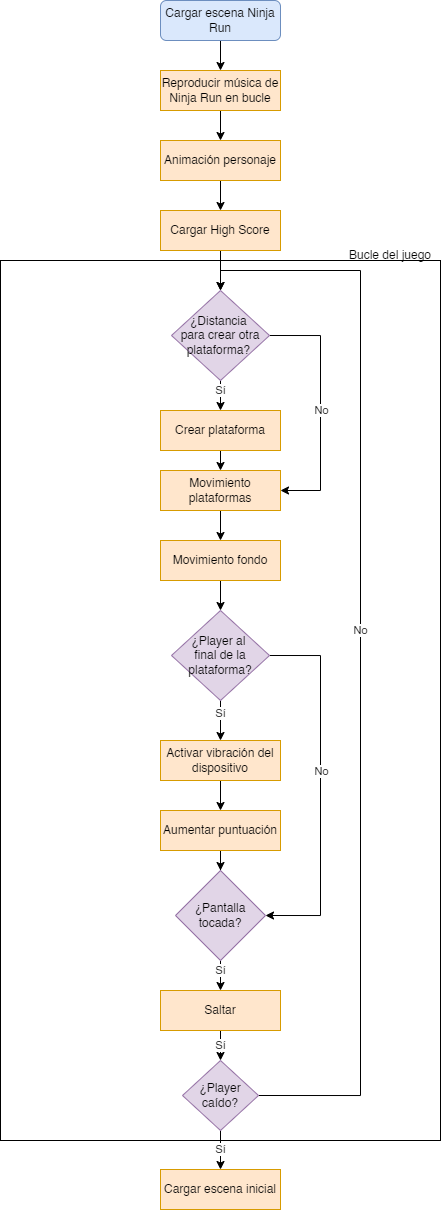 Cargar escena Ninja
Run
Reproducir música de
Ninja Run en bucle
Animación personaje
Cargar High Score
Bucle del juego
¿Distancia
para crear otra
plataforma?
Sí
No
Crear plataforma
Movimiento
plataformas
Movimiento fondo
¿Player al
final de la
plataforma?
No
Sí
Activar vibración del
dispositivo
No
Aumentar puntuación
¿Pantalla
tocada?
Sí
Saltar
Sí
¿Player
caído?
Sí
Cargar escena inicial